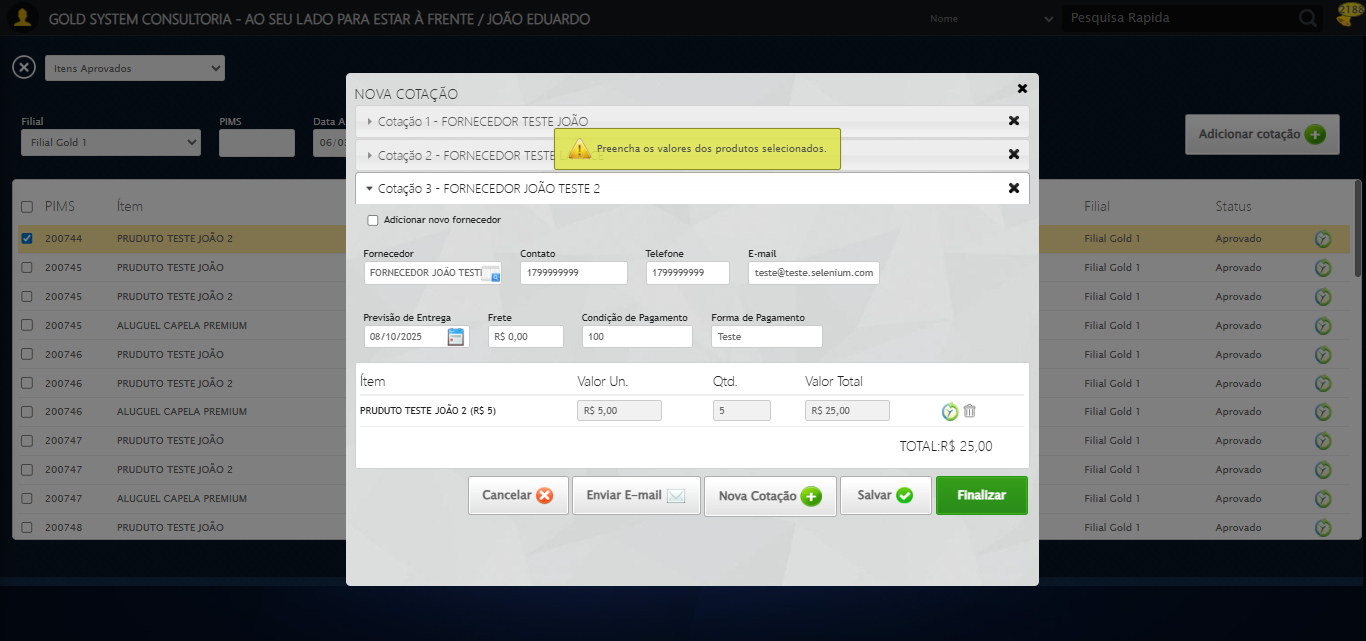 GOLD SYSTEM CONSULTORIA - AO SEU LADO PARA ESTAR À FRENTE / JOÃO EDUARDO
Nome
Pesquisa Rapida
2186
Itens Aprovados
Filial
PIMS
Data A
Filial Gold 1
06/0
Adicionar cotação
NOVA COTAÇÃO
Cotação 1 - FORNECEDOR TESTE JOÃO
Preencha os valores dos produtos selecionados.
Cotação 2 - FORNECEDOR TESTE
Cotação 3 - FORNECEDOR JOÃO TESTE 2
Adicionar novo fornecedor
Fornecedor Contato Telefone E-mail
FORNECEDOR JOÃO TEST 1799999999 1799999999 teste@teste.selenium.com
Previsão de Entrega Frete Condição de Pagamento Forma de Pagamento
08/10/2025 R$ 0,00 100 Teste
Ítem Valor Un. Qtd. Valor Total
PRUDUTO TESTE JOÃO 2 (R$ 5) R$ 5,00 5 R$ 25,00
TOTAL:R$ 25,00
Cancelar Enviar E-mail Nova Cotação Salvar Finalizar
PIMS Ítem Filial Status
200744 PRUDUTO TESTE JOÃO 2 Filial Gold 1 Aprovado
200745 PRUDUTO TESTE JOÃO Filial Gold 1 Aprovado
200745 PRUDUTO TESTE JOÃO 2 Filial Gold 1 Aprovado
200745 ALUGUEL CAPELA PREMIUM Filial Gold 1 Aprovado
200746 PRUDUTO TESTE JOÃO Filial Gold 1 Aprovado
200746 PRUDUTO TESTE JOÃO 2 Filial Gold 1 Aprovado
200746 ALUGUEL CAPELA PREMIUM Filial Gold 1 Aprovado
200747 PRUDUTO TESTE JOÃO Filial Gold 1 Aprovado
200747 PRUDUTO TESTE JOÃO 2 Filial Gold 1 Aprovado
200747 ALUGUEL CAPELA PREMIUM Filial Gold 1 Aprovado
200748 PRUDUTO TESTE JOÃO Filial Gold 1 Aprovado